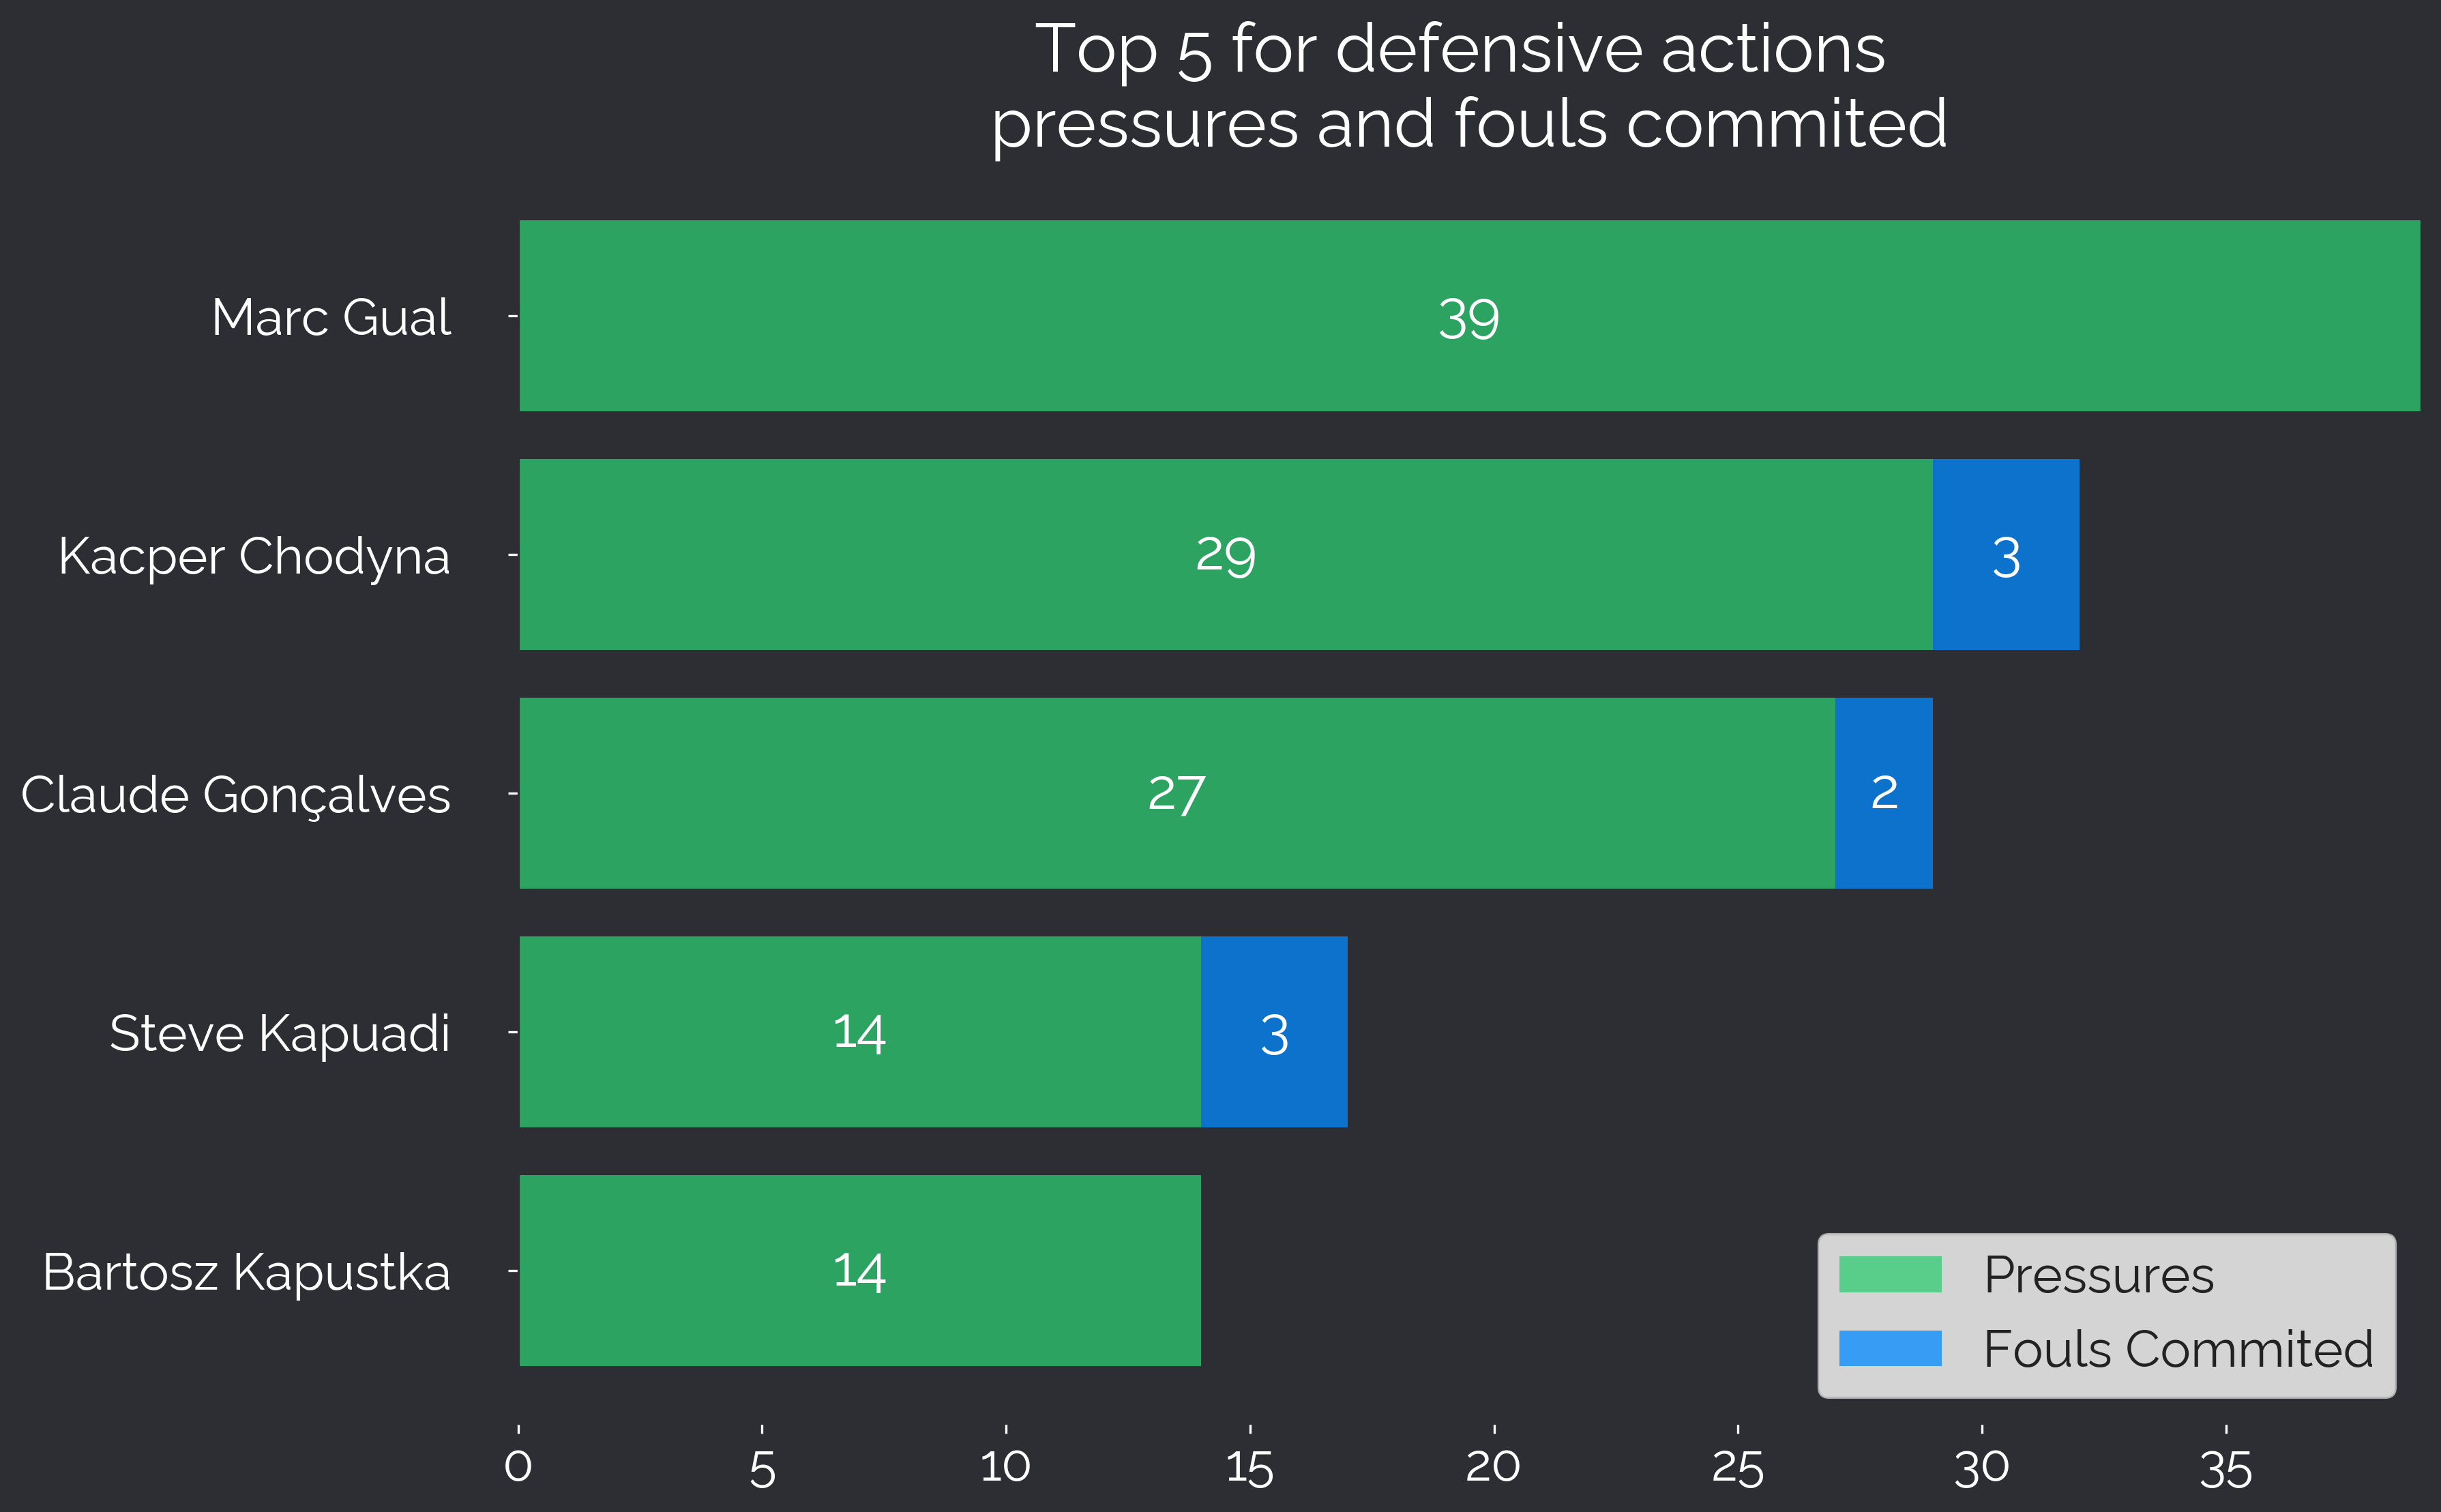 Top 5 for defensive actions
pressures and fouls commited
Marc Gual
39
Kacper Chodyna
29 3
Claude Gonçalves
27 2
Steve Kapuadi
14 3
Bartosz Kapustka
14
Pressures
Fouls Commited
0 5 10 15 20 25 30 35